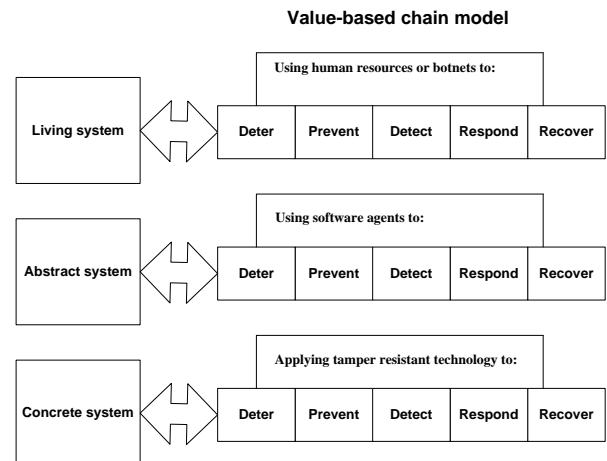 Value-based chain model
Using human resources or botnets to:
Living system
Deter Prevent Detect Respond Recover
Using software agents to:
Abstract system
Deter Prevent Detect Respond Recover
Applying tamper resistant technology to:
Concrete system
Deter Prevent Detect Respond Recover